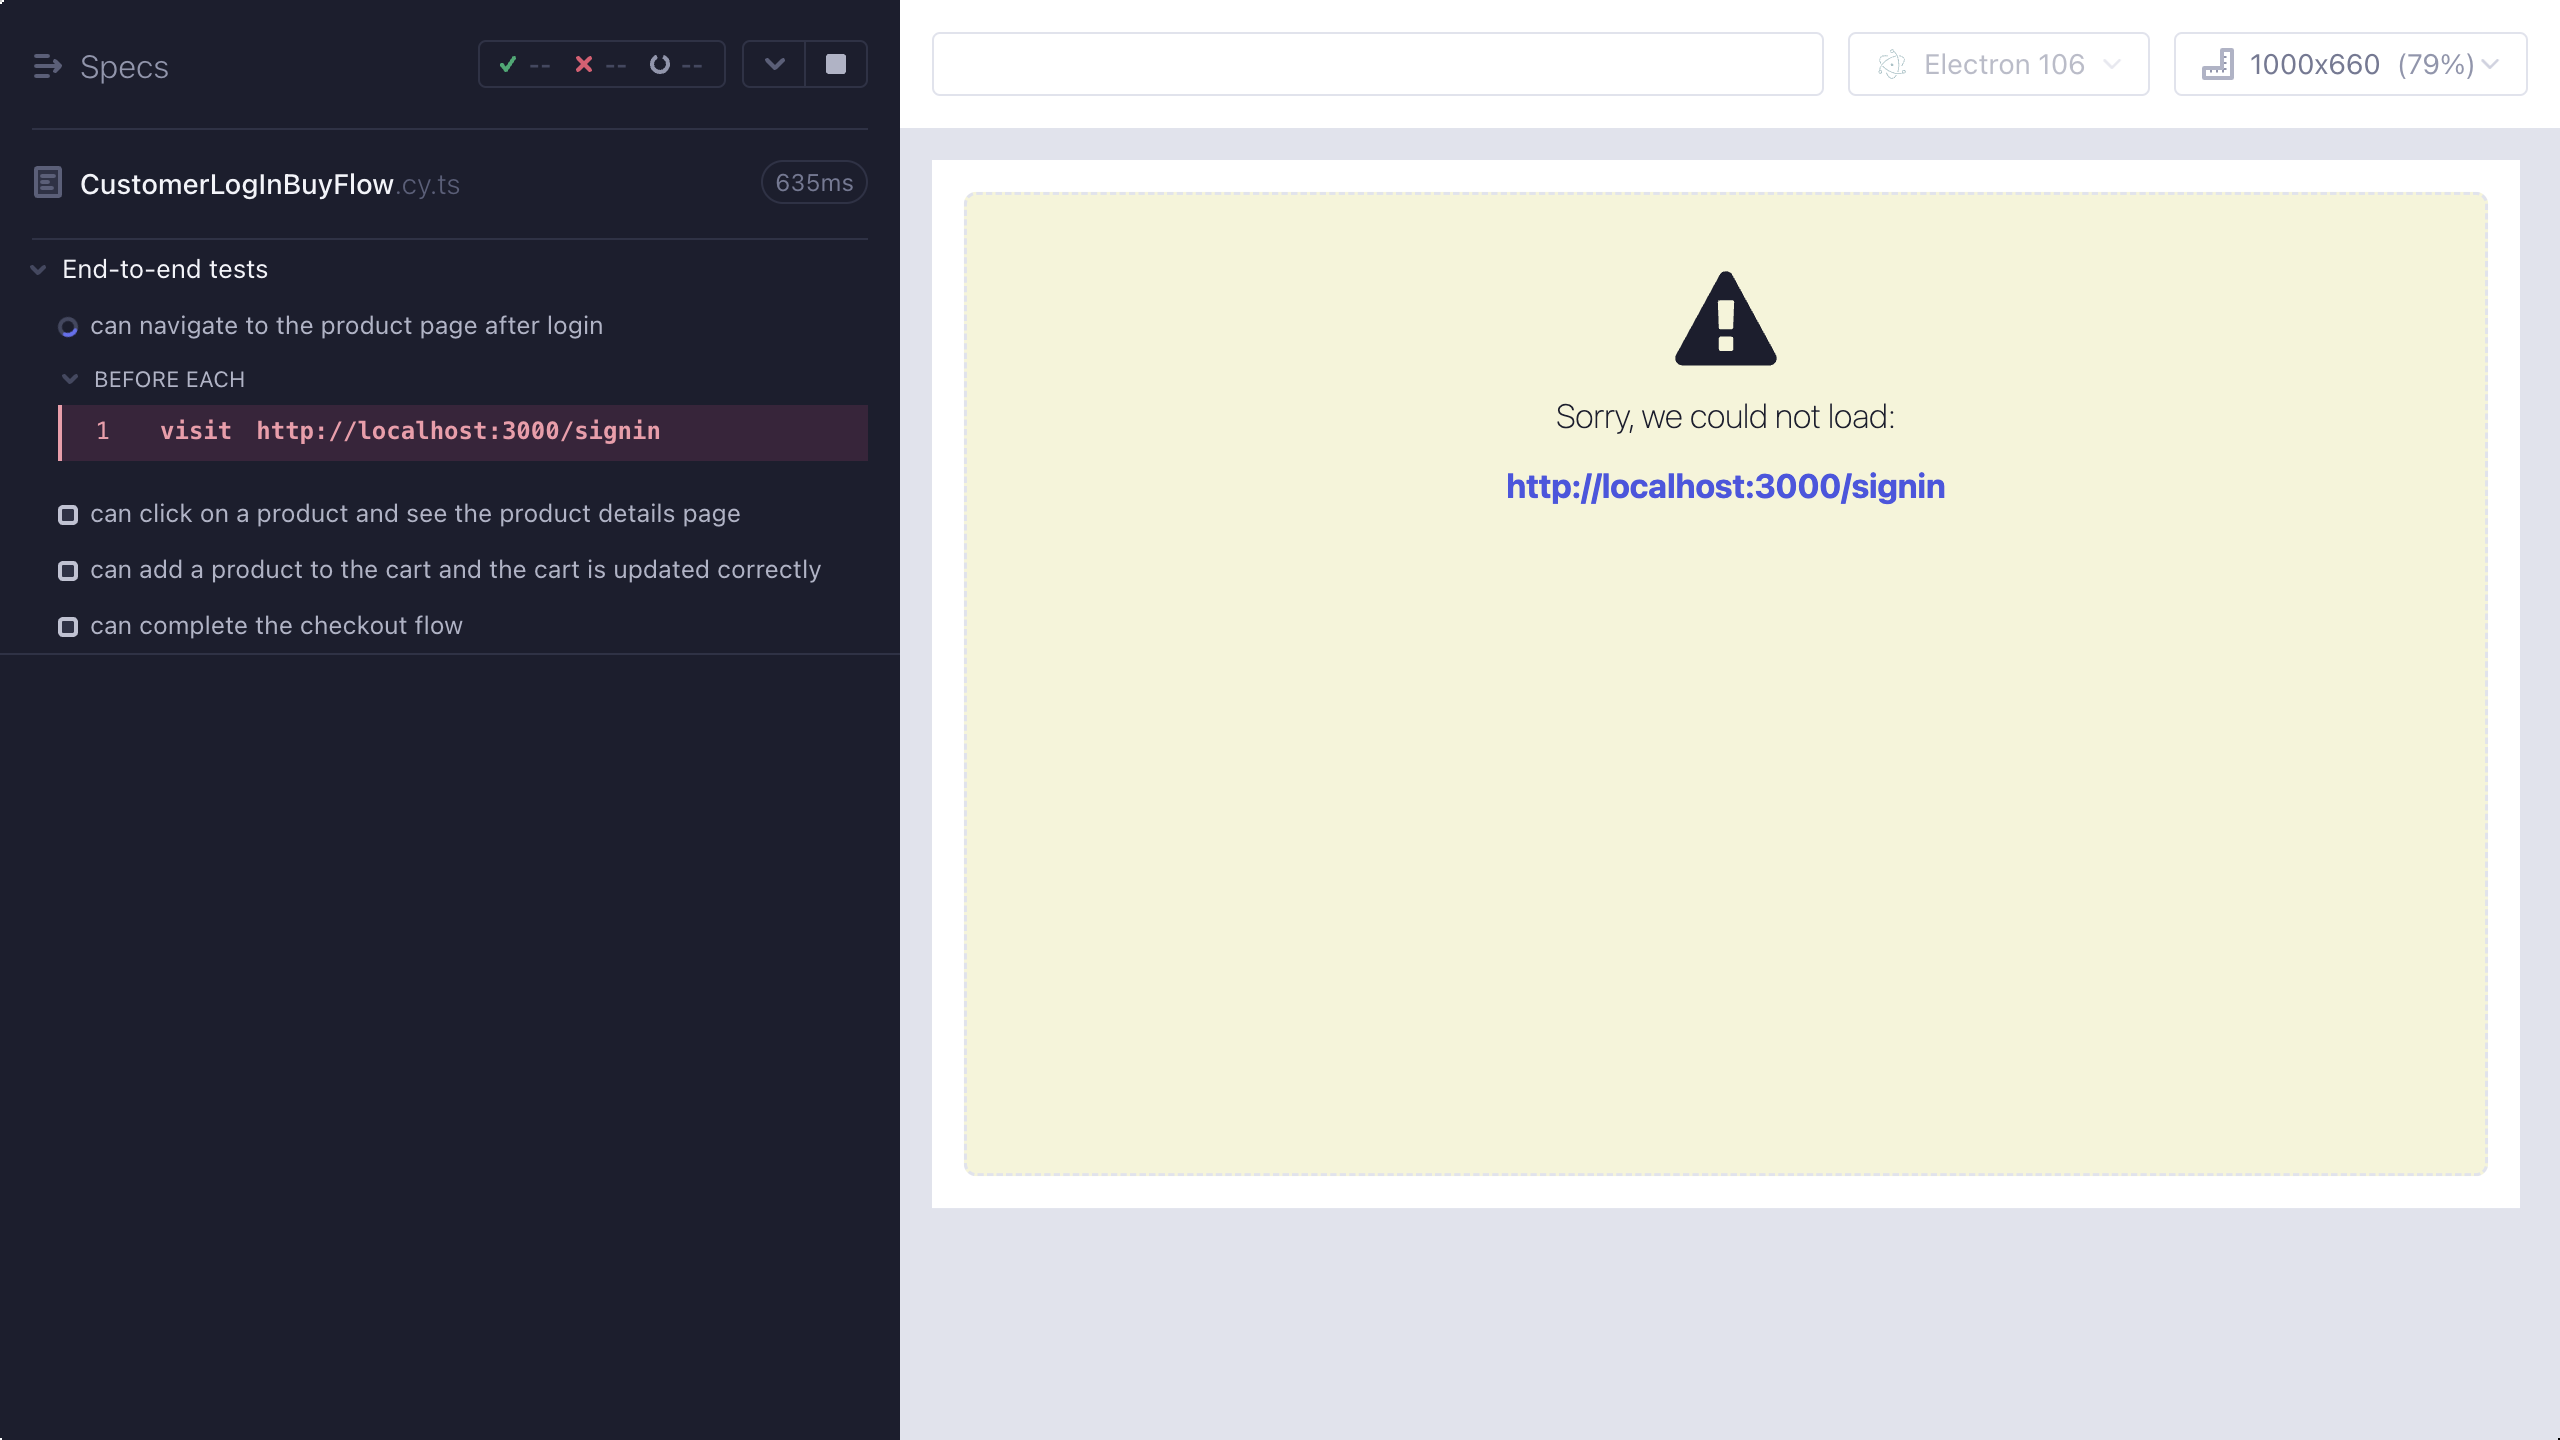 Specs
-- -- --
CustomerLogInBuyFlow.cy.ts
635ms
End-to-end tests
can navigate to the product page after login
BEFORE EACH
1 visit http://localhost:3000/signin
can click on a product and see the product details page
can add a product to the cart and the cart is updated correctly
can complete the checkout flow
Electron 106
1000x660 (79%)
Sorry, we could not load:
http://localhost:3000/signin